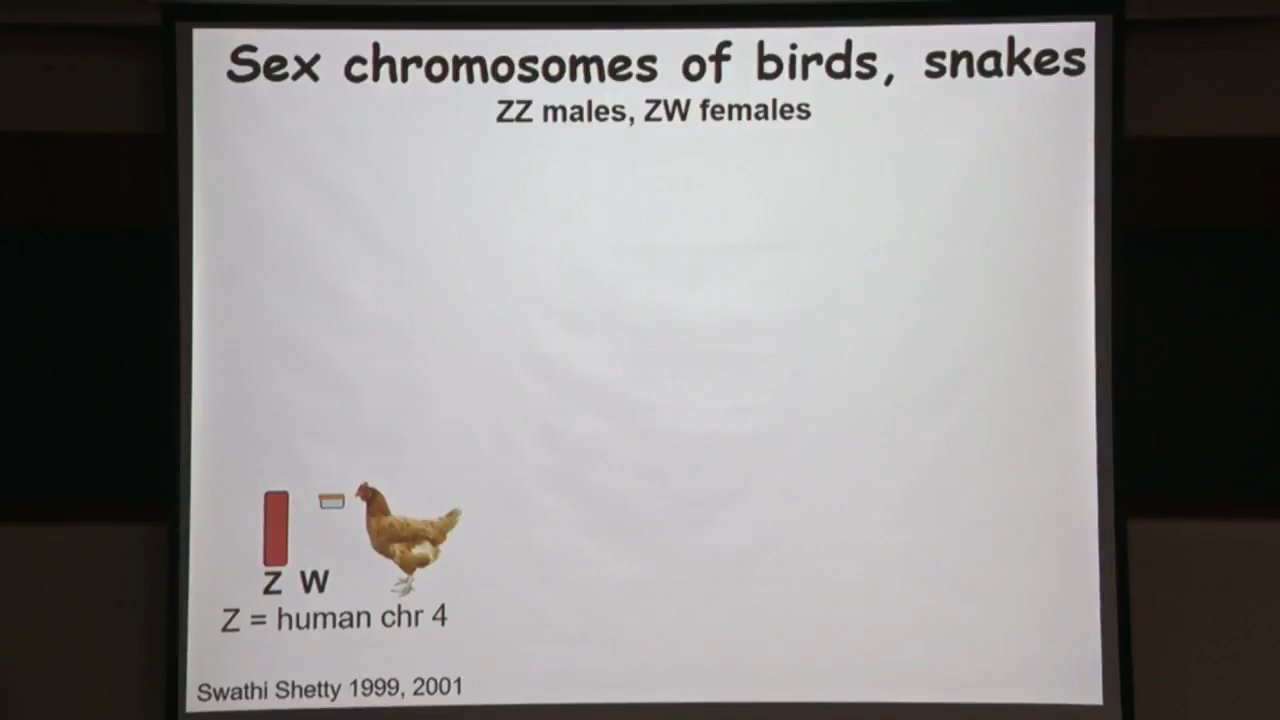 Sex chromosomes of birds, snakes
ZZ males, ZW females
Z W
Z = human chr 4
Swathi Shetty 1999, 2001